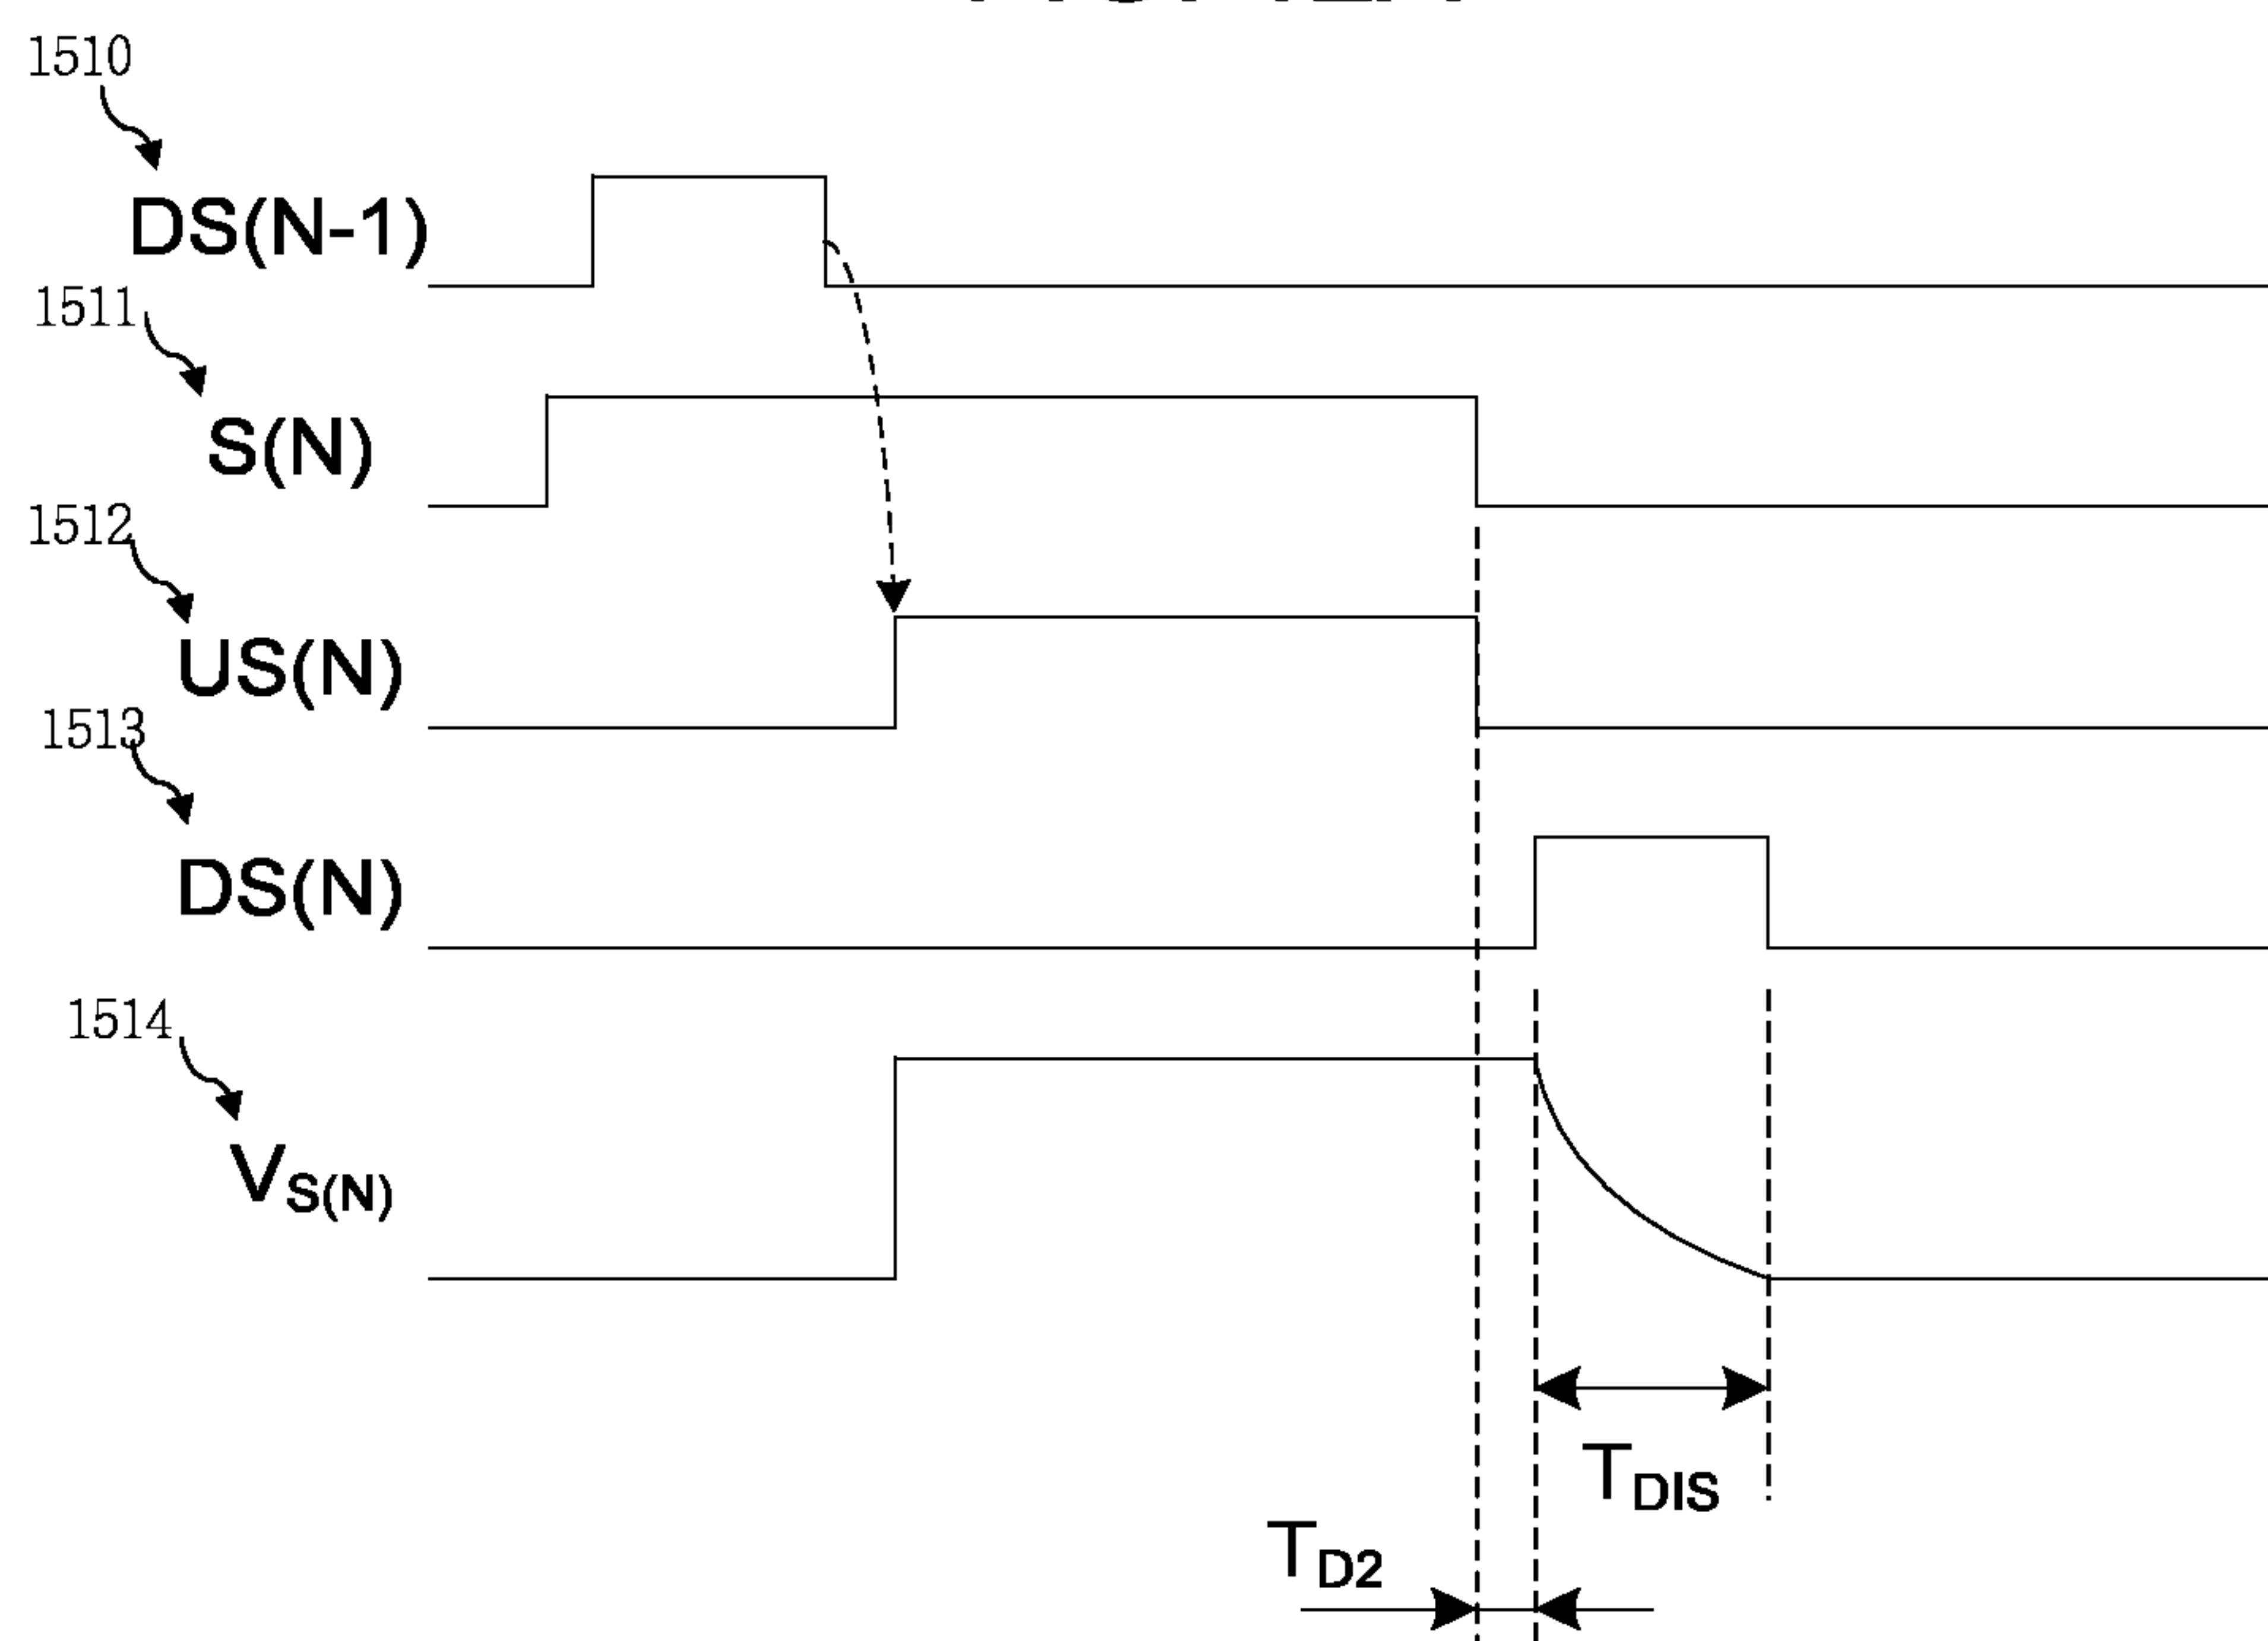 1510
DS(N-1)
1511
S(N)
1512
US(N)
1513
DS(N)
1514
VS(N)
TDIS
TD2